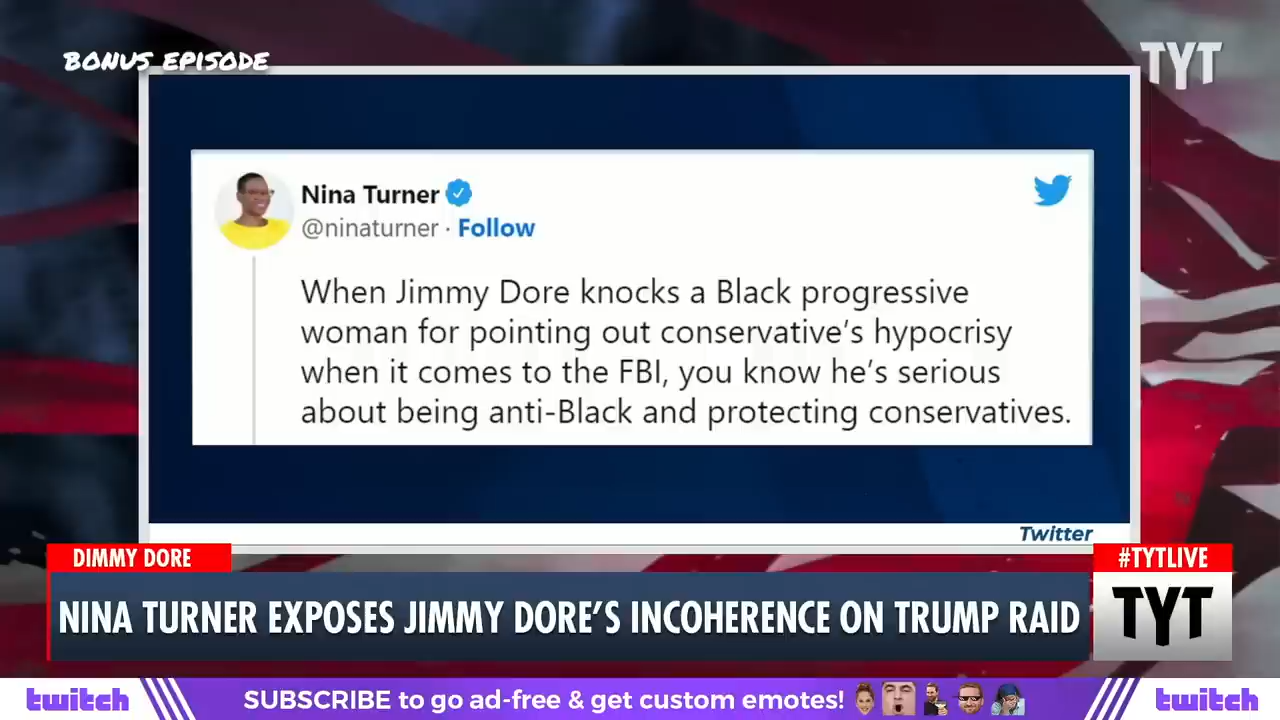 BONUS EPISODE
TYT
Nina Turner
@ninaturner · Follow
When Jimmy Dore knocks a Black progressive
woman for pointing out conservative’s hypocrisy
when it comes to the FBI, you know he’s serious
about being anti-Black and protecting conservatives.
Twitter
DIMMY DORE
#TYTLIVE
NINA TURNER EXPOSES JIMMY DORE’S INCOHERENCE ON TRUMP RAID
TYT
twitch
SUBSCRIBE to go ad-free & get custom emotes!
twitch